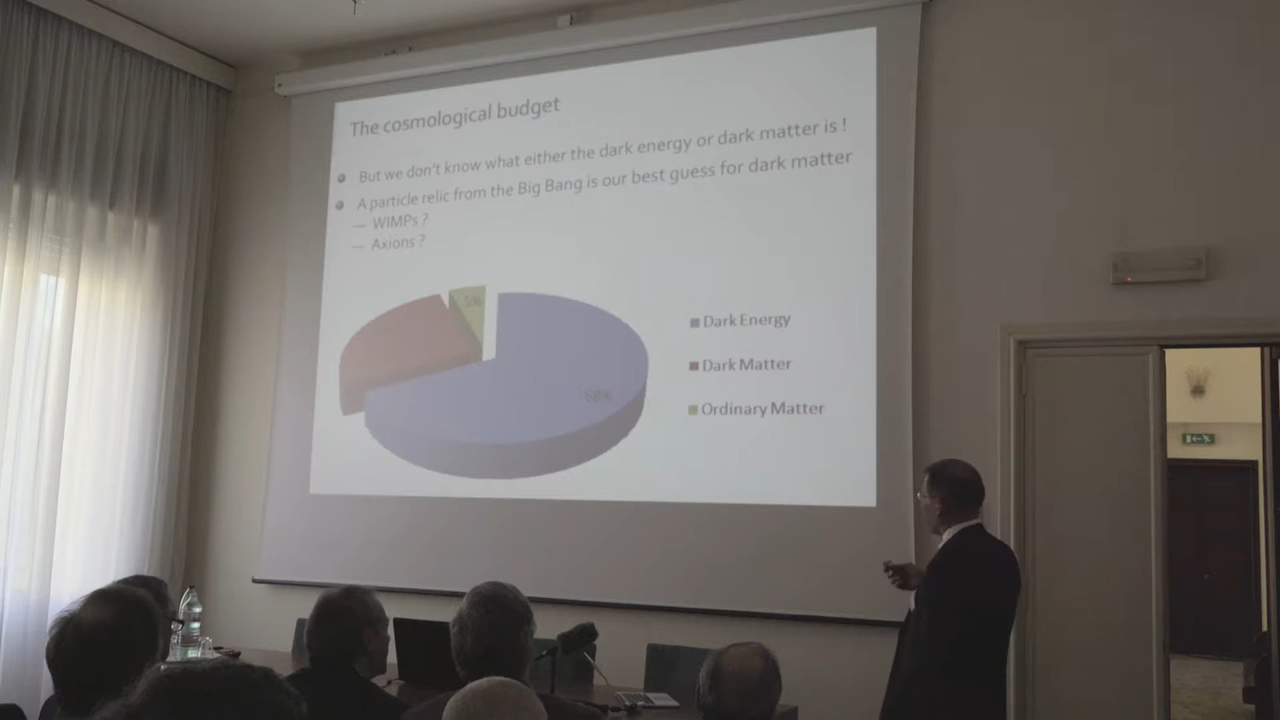 The cosmological budget
But we don't know what either the dark energy or dark matter is !
A particle relic from the Big Bang is our best guess for dark matter
— WIMPs ?
— Axions ?
5%
68%
Dark Energy
Dark Matter
Ordinary Matter